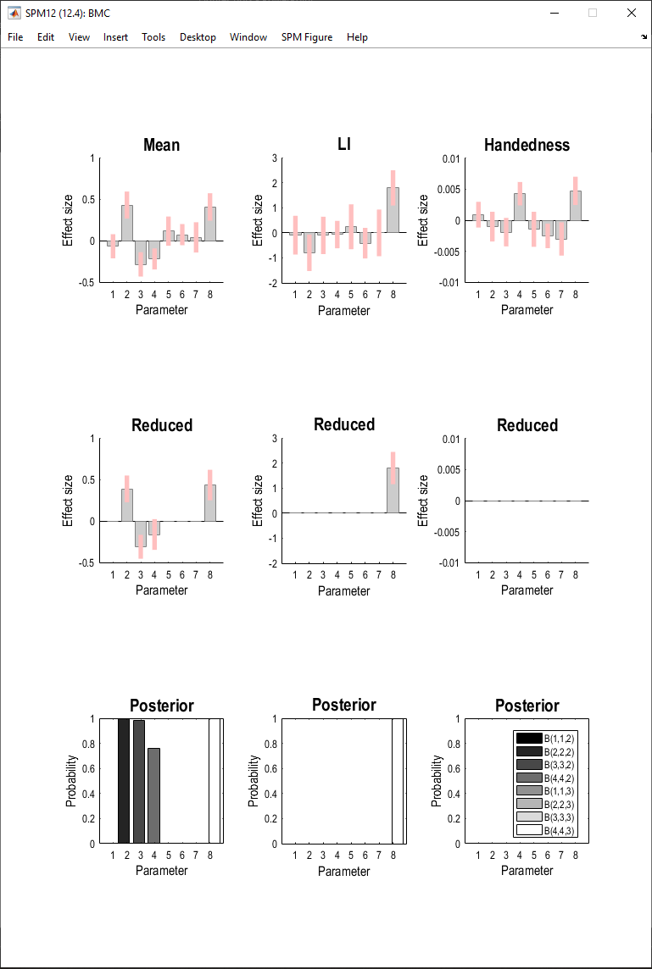 SPM12 (12.4): BMC
File Edit View Insert Tools Desktop Window SPM Figure Help
Mean LI Handedness
1 0.5 0 -0.5
Effect size
1 2 3 4 5 6 7 8
Parameter
3 2 1 0 -1 -2
Effect size
1 2 3 4 5 6 7 8
Parameter
0.01 0.005 0 -0.005 -0.01
Effect size
1 2 3 4 5 6 7 8
Parameter
Reduced Reduced Reduced
1 0.5 0 -0.5
Effect size
1 2 3 4 5 6 7 8
Parameter
3 2 1 0 -1 -2
Effect size
1 2 3 4 5 6 7 8
Parameter
0.01 0.005 0 -0.005 -0.01
Effect size
1 2 3 4 5 6 7 8
Parameter
Posterior Posterior Posterior
1 0.8 0.6 0.4 0.2 0
Probability
1 2 3 4 5 6 7 8
Parameter
1 0.8 0.6 0.4 0.2 0
Probability
1 2 3 4 5 6 7 8
Parameter
1 0.8 0.6 0.4 0.2 0
Probability
B(1,1,2)
B(2,2,2)
B(3,3,2)
B(4,4,2)
B(1,1,3)
B(2,2,3)
B(3,3,3)
B(4,4,3)
1 2 3 4 5 6 7 8
Parameter